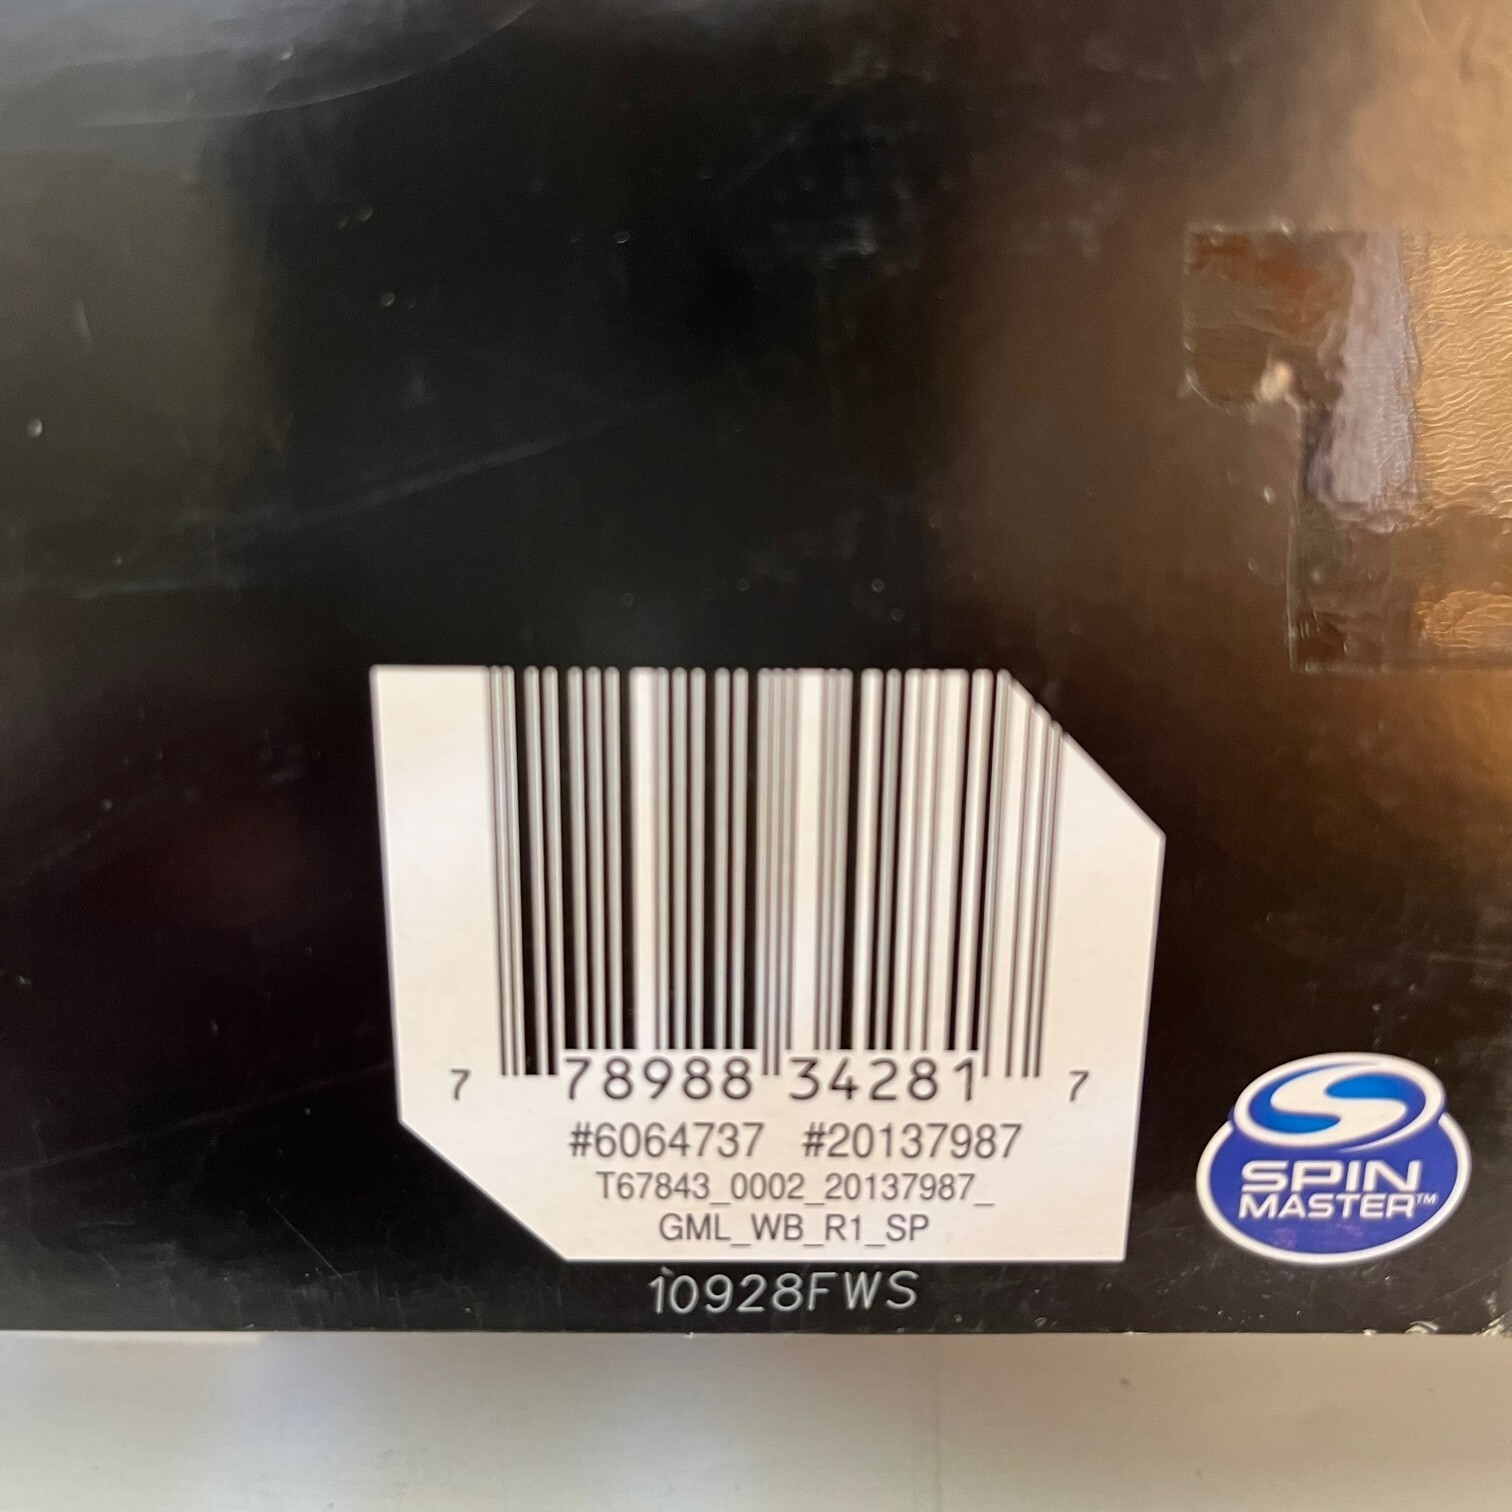 7 78988 34281 7
#6064737 #20137987
T67843_0002_20137987_
GML_WB_R1_SP
10928FWS
SPIN
MASTER™